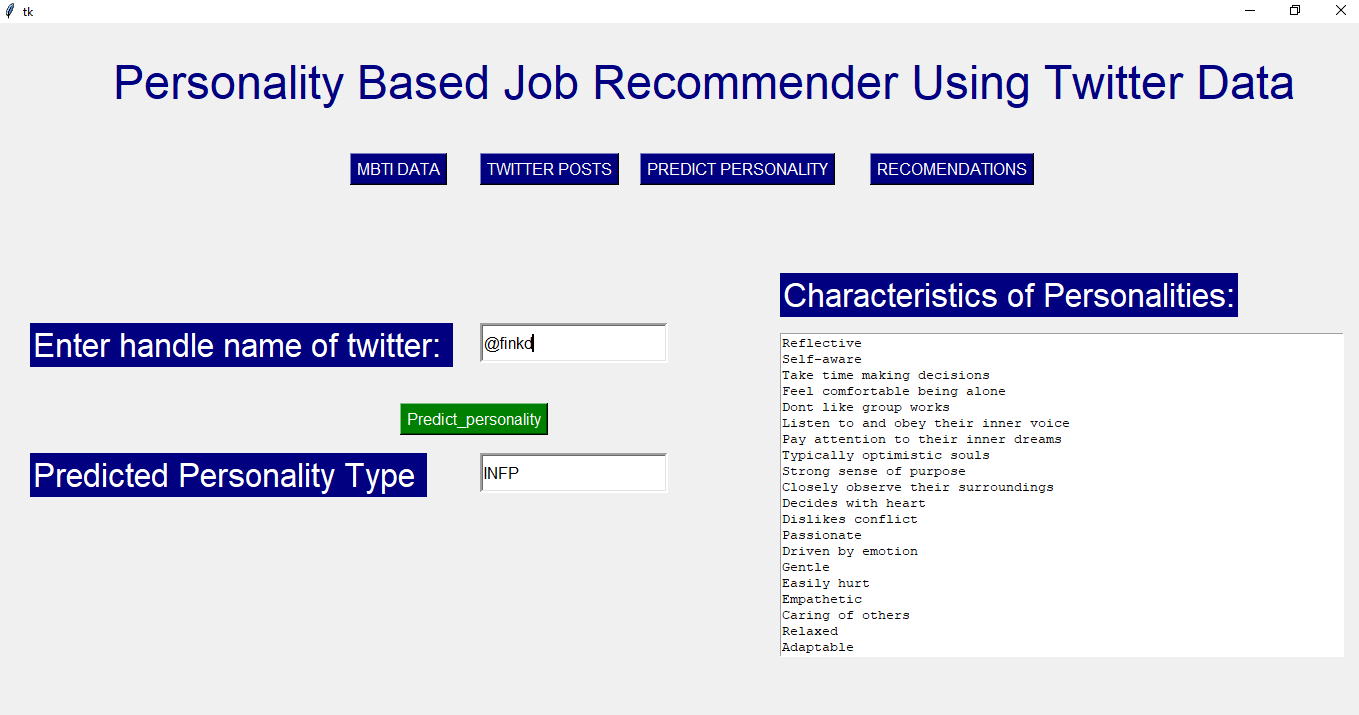 tk
Personality Based Job Recommender Using Twitter Data
MBTI DATA
TWITTER POSTS
PREDICT PERSONALITY
RECOMENDATIONS
Enter handle name of twitter:
@finkd
Predict_personality
Predicted Personality Type
INFP
Characteristics of Personalities:
Reflective
Self-aware
Take time making decisions
Feel comfortable being alone
Dont like group works
Listen to and obey their inner voice
Pay attention to their inner dreams
Typically optimistic souls
Strong sense of purpose
Closely observe their surroundings
Decides with heart
Dislikes conflict
Passionate
Driven by emotion
Gentle
Easily hurt
Empathetic
Caring of others
Relaxed
Adaptable